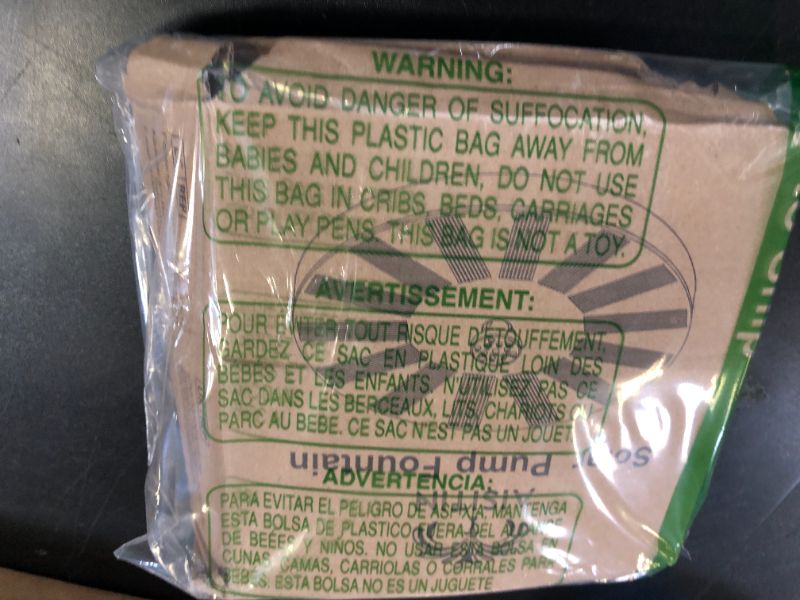 WARNING:
TO AVOID DANGER OF SUFFOCATION,
KEEP THIS PLASTIC BAG AWAY FROM
BABIES AND CHILDREN, DO NOT USE
THIS BAG IN CRIBS, BEDS, CARRIAGES
OR PLAY PENS. THIS BAG IS NOT A TOY.
AVERTISSEMENT:
POUR EVITER TOUT RISQUE D'ETOUFFEMENT,
GARDEZ CE SAC EN PLASTIQUE LOIN DES
BEBES ET LES ENFANTS, N'UTILISEZ PAS CE
SAC DANS LES BERCEAUX, LITS, CHARIOTS OU
PARC AU BEBE. CE SAC N'EST PAS UN JOUET
Solar Pump Fountain
ADVERTENCIA:
PARA EVITAR EL PELIGRO DE ASFIXIA, MANTENGA
ESTA BOLSA DE PLASTICO FUERA DEL ALCANCE
DE BEBES Y NIÑOS. NO USAR ESTA BOLSA EN
CUNAS, CAMAS, CARRIOLAS O CORRALES PARA
BEBES. ESTA BOLSA NO ES UN JUGUETE